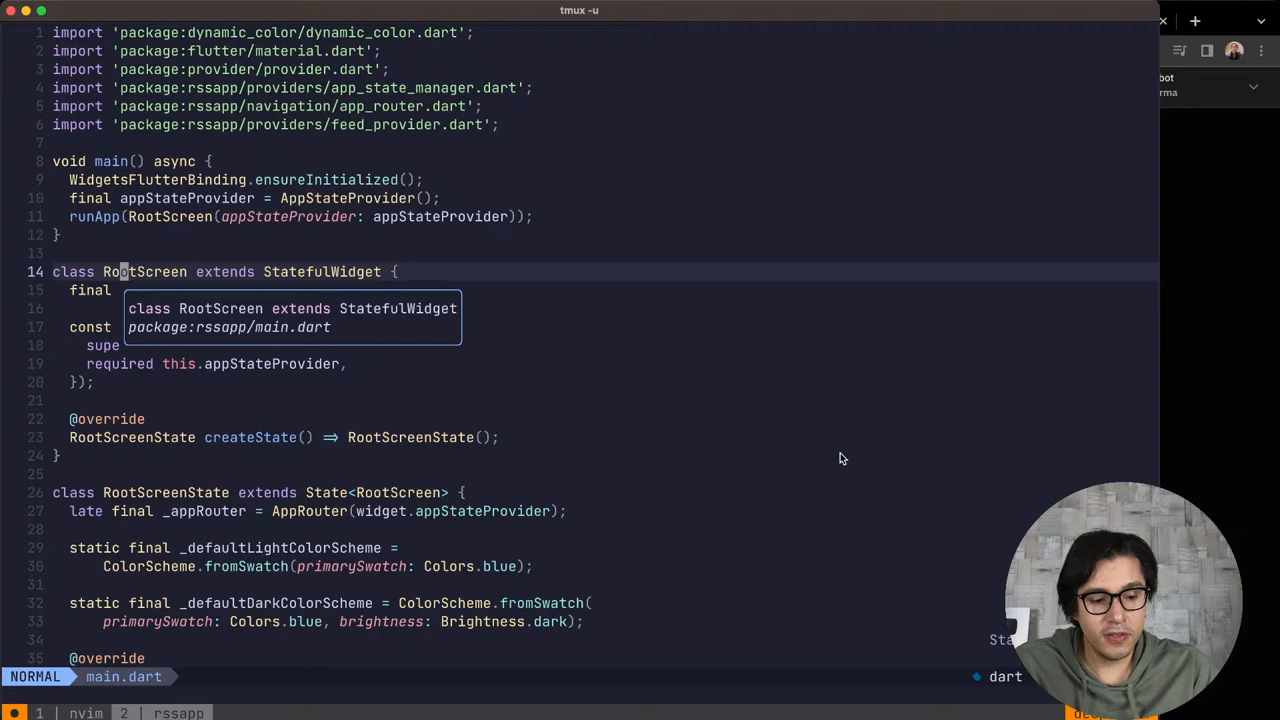 tmux -u
1 import 'package:dynamic_color/dynamic_color.dart';
2 import 'package:flutter/material.dart';
3 import 'package:provider/provider.dart';
4 import 'package:rssapp/providers/app_state_manager.dart';
5 import 'package:rssapp/navigation/app_router.dart';
6 import 'package:rssapp/providers/feed_provider.dart';
7
8 void main() async {
9 WidgetsFlutterBinding.ensureInitialized();
10 final appStateProvider = AppStateProvider();
11 runApp(RootScreen(appStateProvider: appStateProvider));
12 }
13
14 class RootScreen extends StatefulWidget {
15 final
class RootScreen extends StatefulWidget
16
package:rssapp/main.dart
17 const
18 supe
19 required this.appStateProvider,
20 });
21
22 @override
23 RootScreenState createState() => RootScreenState();
24 }
25
26 class RootScreenState extends State<RootScreen> {
27 late final _appRouter = AppRouter(widget.appStateProvider);
28
29 static final _defaultLightColorScheme =
30 ColorScheme.fromSwatch(primarySwatch: Colors.blue);
31
32 static final _defaultDarkColorScheme = ColorScheme.fromSwatch(
33 primarySwatch: Colors.blue, brightness: Brightness.dark);
34
35 @override
NORMAL main.dart dart
1 | nvim 2 | rssapp
bot
rma